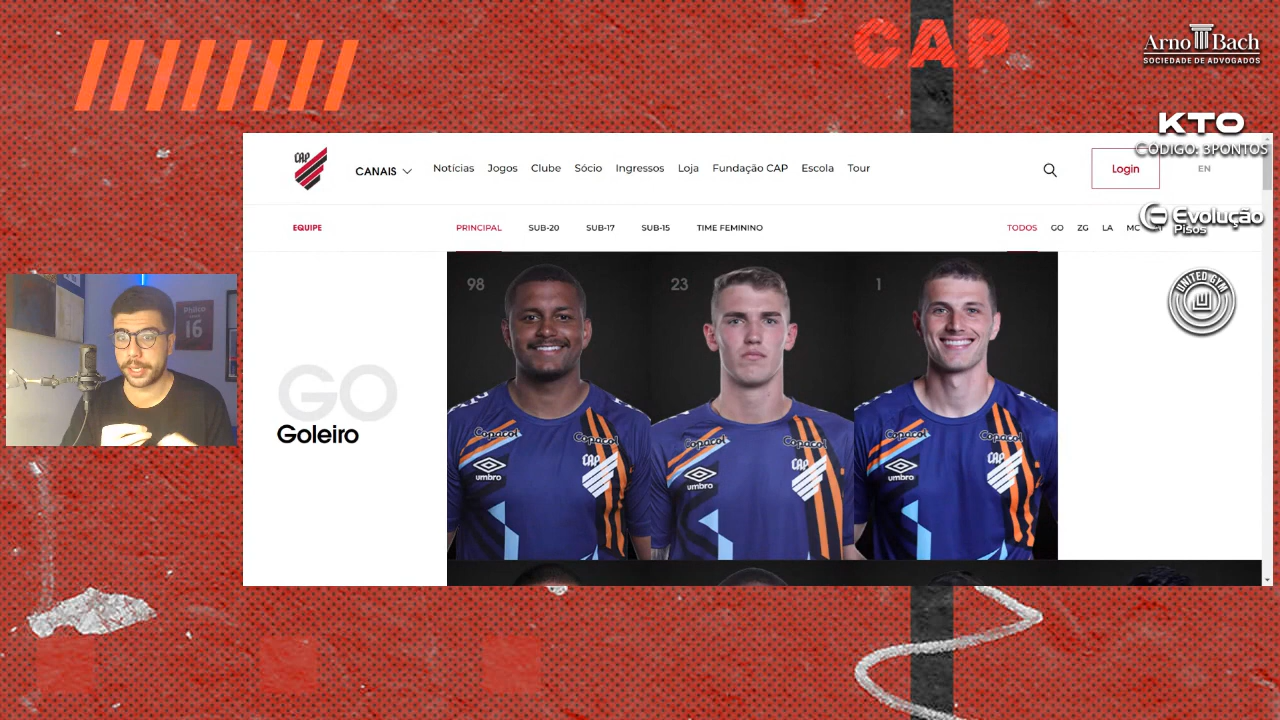 CAP
Arno Bach
SOCIEDADE DE ADVOGADOS
KTO
CÓDIGO: 3PONTOS
CAP
CANAIS
Notícias Jogos Clube Sócio Ingressos Loja Fundação CAP Escola Tour
Login
EN
EQUIPE
PRINCIPAL SUB-20 SUB-17 SUB-15 TIME FEMININO
TODOS GO ZG LA MC
Evolução
Pisos
UNITED GYM
98
23
1
Philco
16
GO
Goleiro
Copacol Copacol
umbro
CAP
Copacol Copacol
umbro
CAP
Copacol Copacol
umbro
CAP